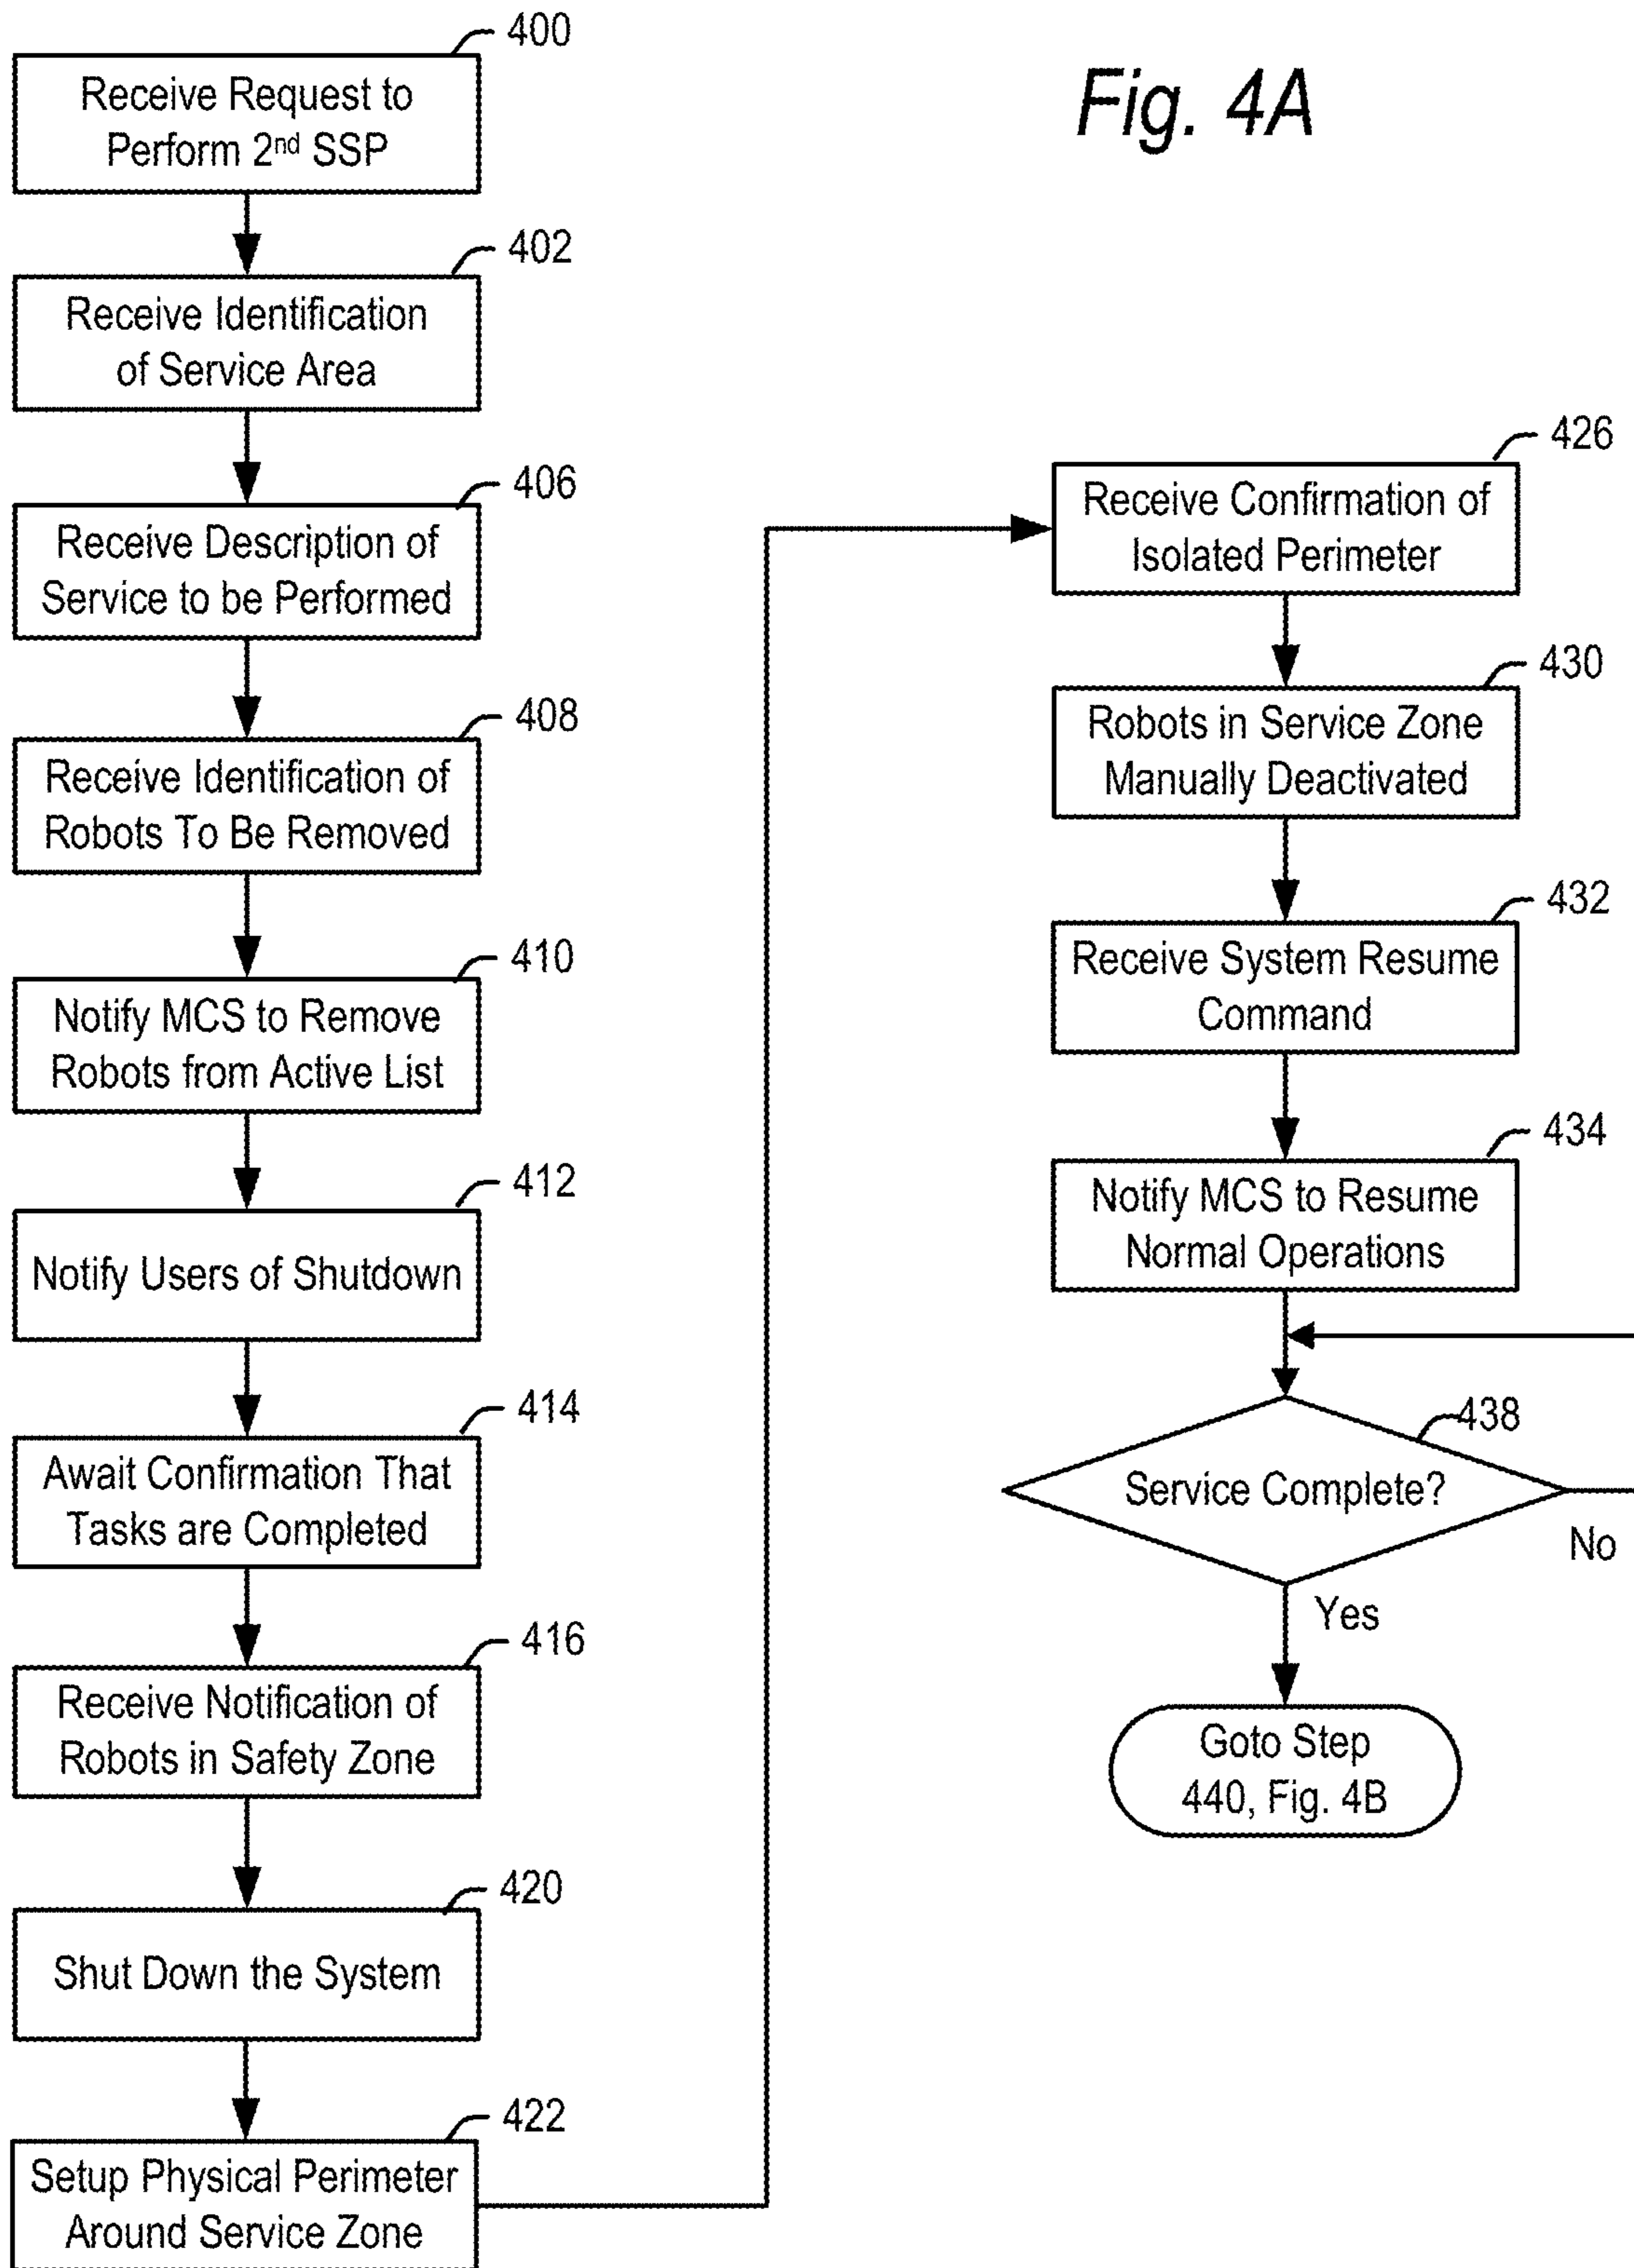 Fig. 4A
400
Receive Request to
Perform 2nd SSP
402
Receive Identification
of Service Area
406
Receive Description of
Service to be Performed
408
Receive Identification of
Robots To Be Removed
410
Notify MCS to Remove
Robots from Active List
412
Notify Users of Shutdown
414
Await Confirmation That
Tasks are Completed
416
Receive Notification of
Robots in Safety Zone
420
Shut Down the System
422
Setup Physical Perimeter
Around Service Zone
426
Receive Confirmation of
Isolated Perimeter
430
Robots in Service Zone
Manually Deactivated
432
Receive System Resume
Command
434
Notify MCS to Resume
Normal Operations
438
Service Complete?
No
Yes
Goto Step
440, Fig. 4B